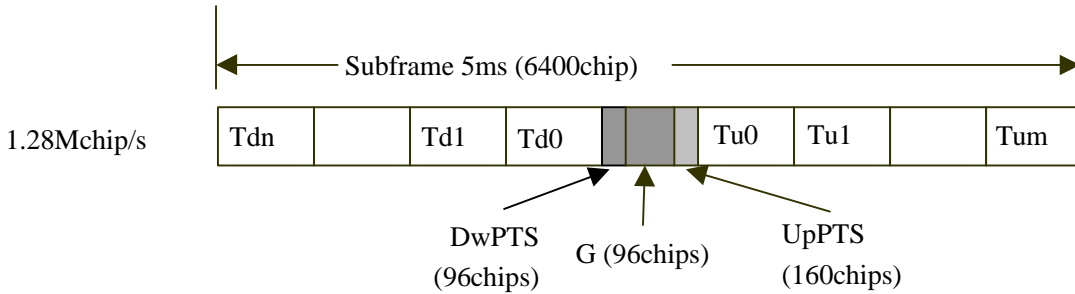 Subframe 5ms (6400chip)
1.28Mchip/s
Tdn Td1 Td0 Tu0 Tu1 Tum
DwPTS
(96chips)
G (96chips)
UpPTS
(160chips)